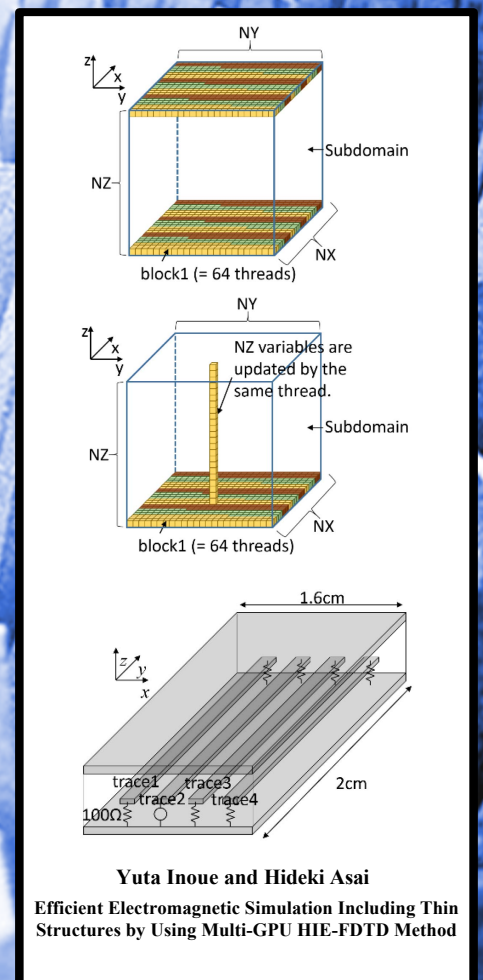 NY
z
x
y
Subdomain
NZ
NX
block1 (= 64 threads)
NY
z
x
y
NZ variables are
updated by the
same thread.
Subdomain
NZ
NX
block1 (= 64 threads)
1.6cm
z
y
x
trace1
trace3
2cm
trace2
trace4
100Ω
Yuta Inoue and Hideki Asai
Efficient Electromagnetic Simulation Including Thin
Structures by Using Multi-GPU HIE-FDTD Method